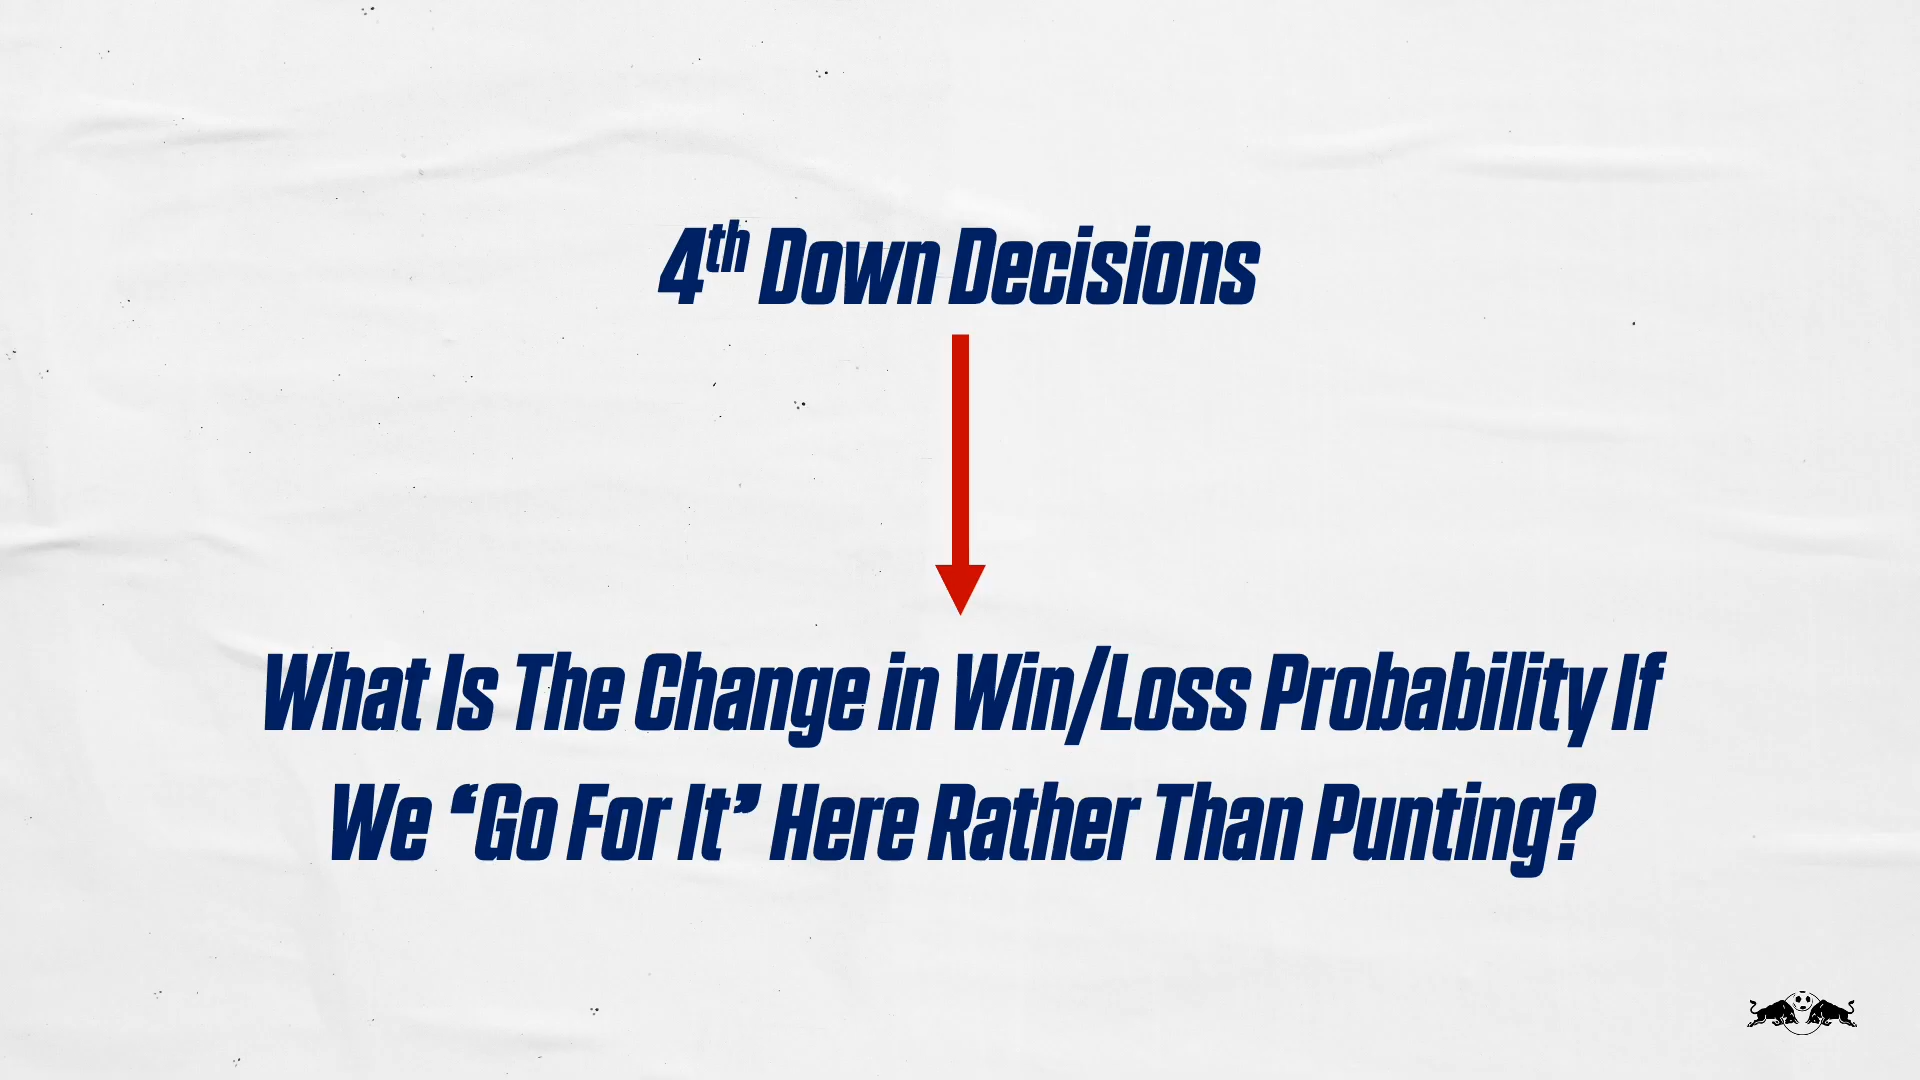 4th Down Decisions
What Is The Change in Win/Loss Probability If
We ‘Go For It’ Here Rather Than Punting?